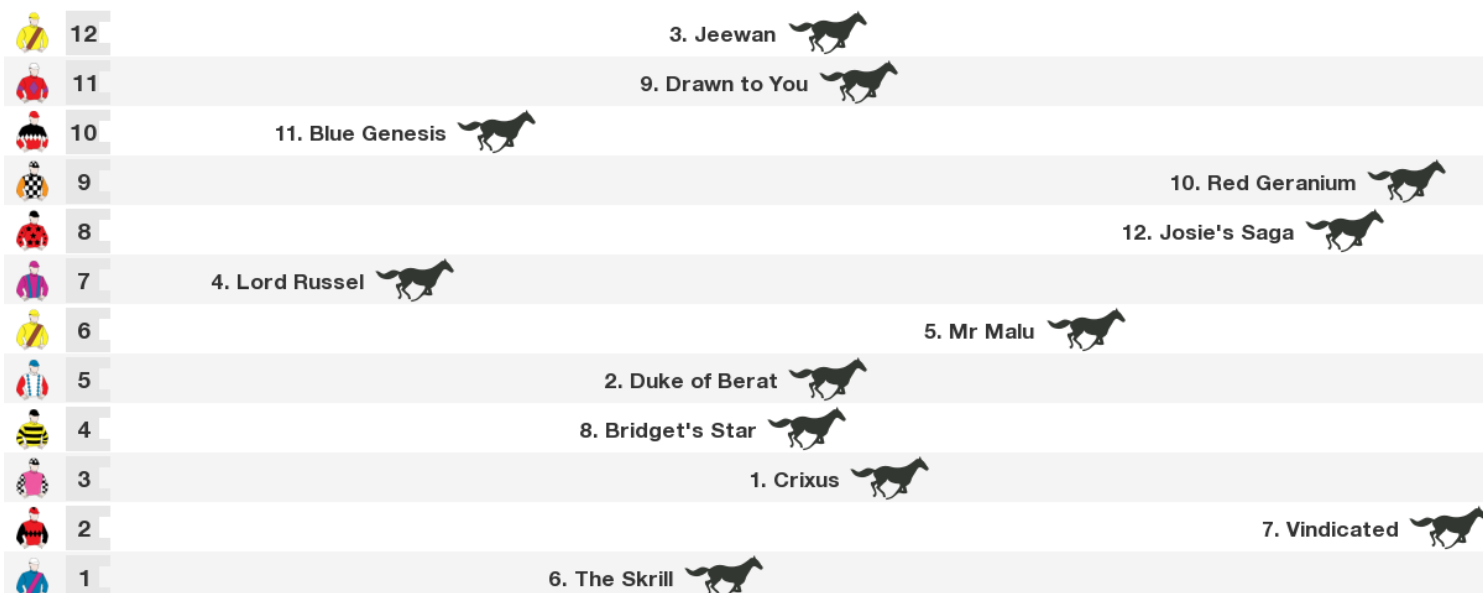 12 3. Jeewan
11 9. Drawn to You
10 11. Blue Genesis
9 10. Red Geranium
8 12. Josie's Saga
7 4. Lord Russel
6 5. Mr Malu
5 2. Duke of Berat
4 8. Bridget's Star
3 1. Crixus
2 7. Vindicated
1 6. The Skrill